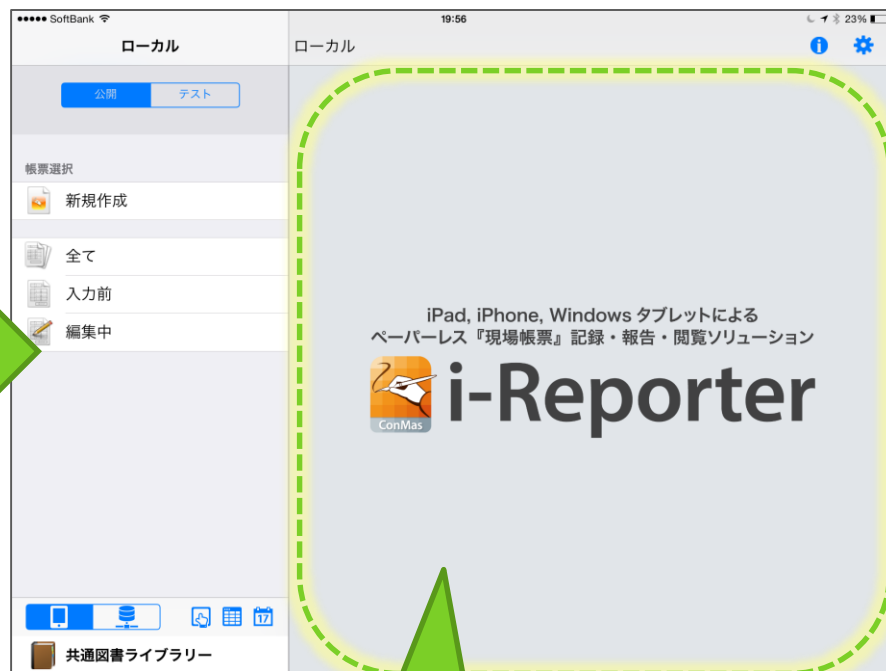 ●●●●● SoftBank 19:56 23%
ローカル
ローカル
公開 テスト
帳票選択
新規作成
全て
入力前
編集中
iPad, iPhone, Windows タブレットによる
ペーパーレス『現場帳票』記録・報告・閲覧ソリューション
ConMas
i-Reporter
17
共通図書ライブラリー